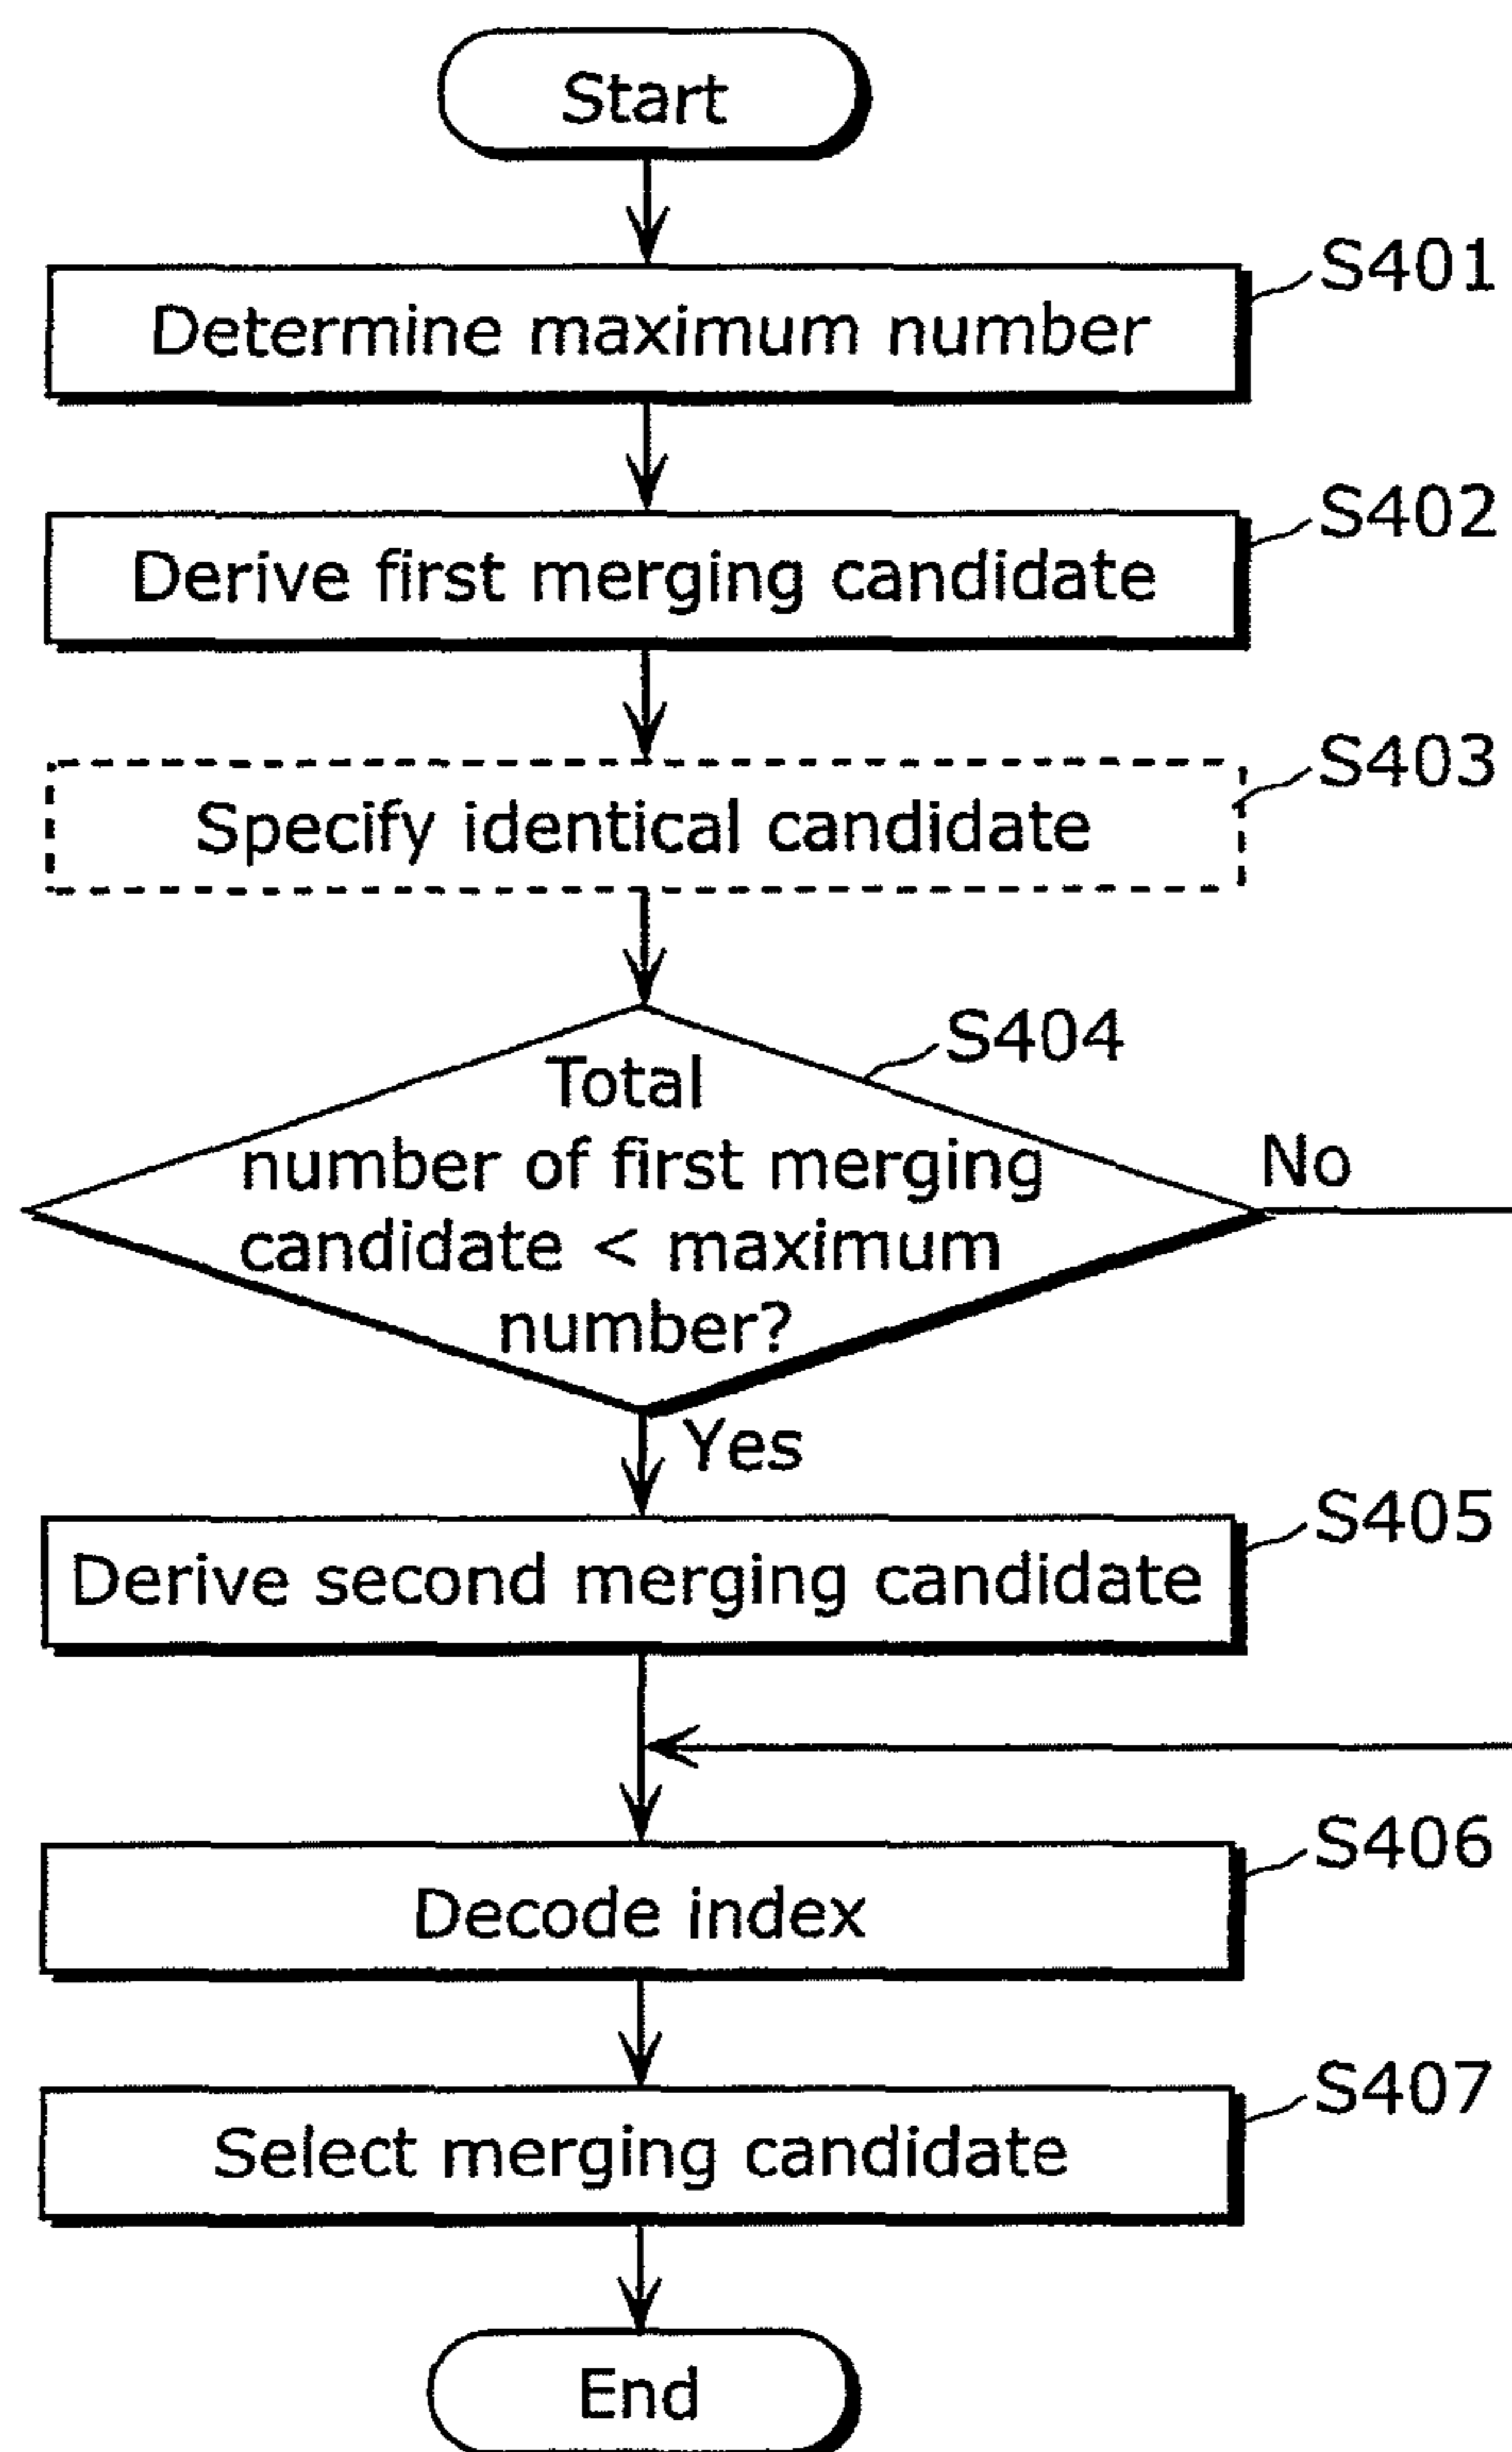 Start
S401
Determine maximum number
S402
Derive first merging candidate
S403
Specify identical candidate
S404
Total
number of first merging
candidate < maximum
number?
No
Yes
S405
Derive second merging candidate
S406
Decode index
S407
Select merging candidate
End